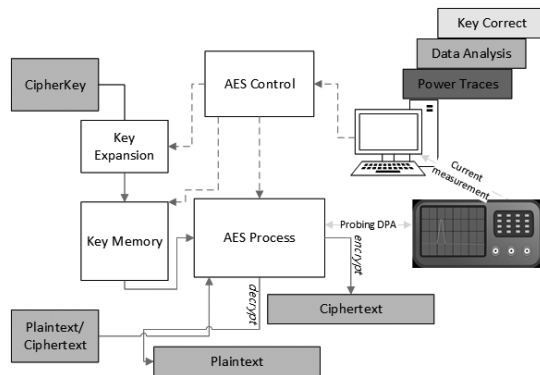 Key Correct
Data Analysis
Power Traces
CipherKey
AES Control
Key
Expansion
Current
measurement
Key Memory
AES Process
Probing DPA
encrypt
decrypt
Ciphertext
Plaintext/
Ciphertext
Plaintext